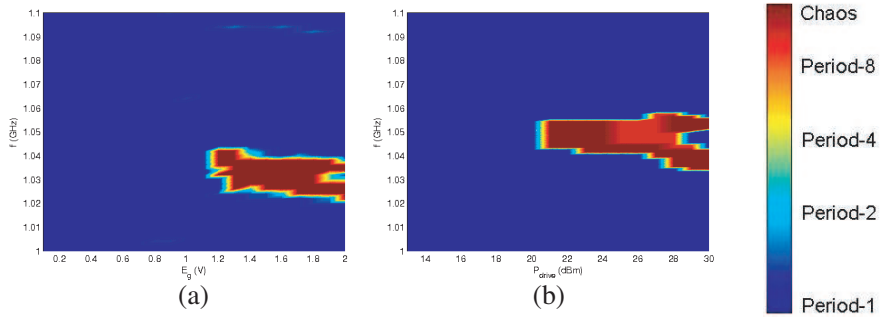 1.1
1.09
1.08
1.07
1.06
1.05
1.04
1.03
1.02
1.01
1
f (GHz)
0.2 0.4 0.6 0.8 1 1.2 1.4 1.6 1.8 2
E_g (V)
(a)
1.1
1.09
1.08
1.07
1.06
1.05
1.04
1.03
1.02
1.01
1
f (GHz)
14 16 18 20 22 24 26 28 30
P_drive (dBm)
(b)
Chaos
Period-8
Period-4
Period-2
Period-1